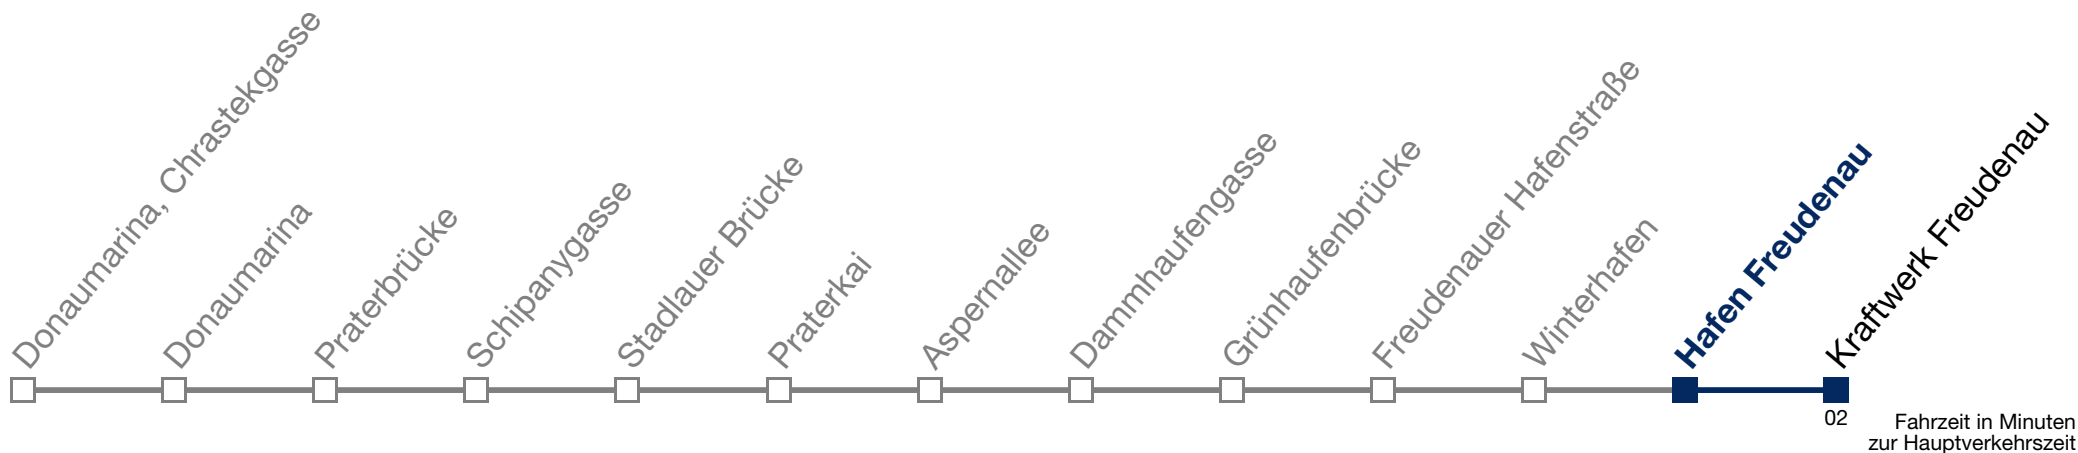 Donaumarina, Chrastekgasse
Donaumarina
Praterbrücke
Schipanygasse
Stadlauer Brücke
Praterkai
Aspernallee
Dammhaufengasse
Grünhaufenbrücke
Freudenauer Hafenstraße
Winterhafen
Hafen Freudenau
Kraftwerk Freudenau
02
Fahrzeit in Minuten
zur Hauptverkehrszeit